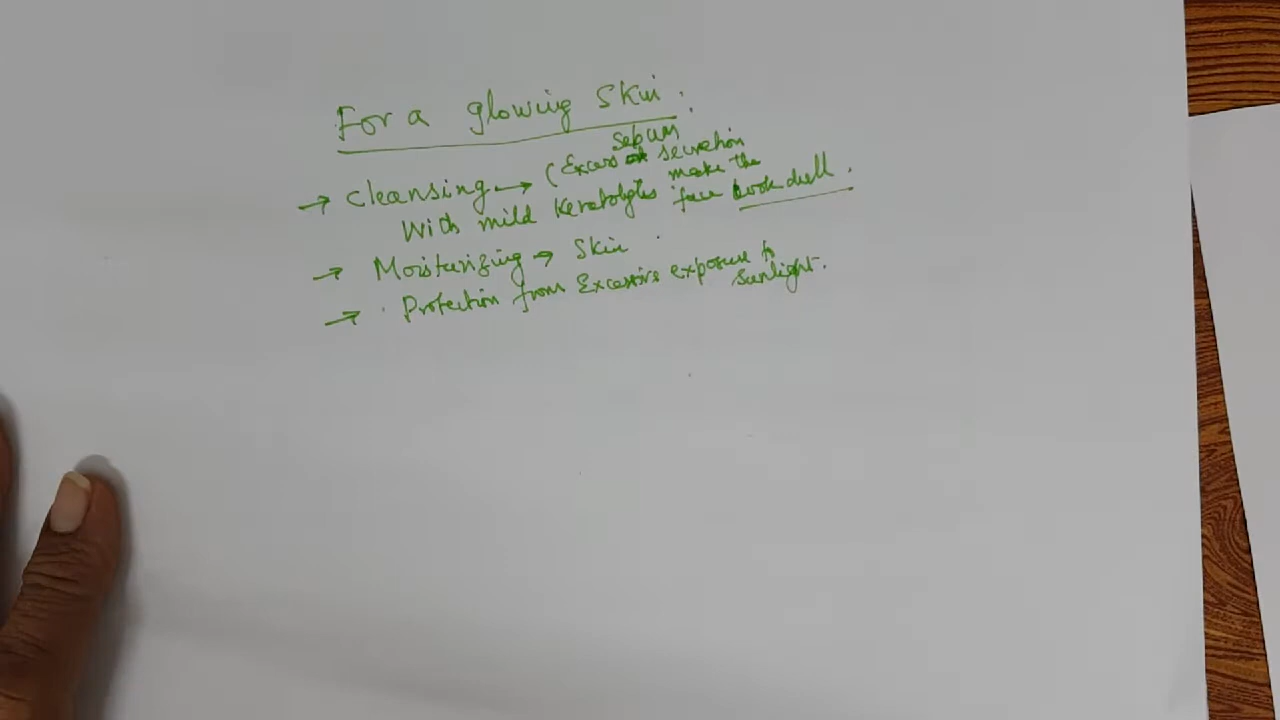 For a glowing Skin :
→ Cleansing → (Excess sebum secretion make the face look dull.
With mild Keratolytes
→ Moisturizing → Skin
→ Protection from Excessive exposure to sunlight.